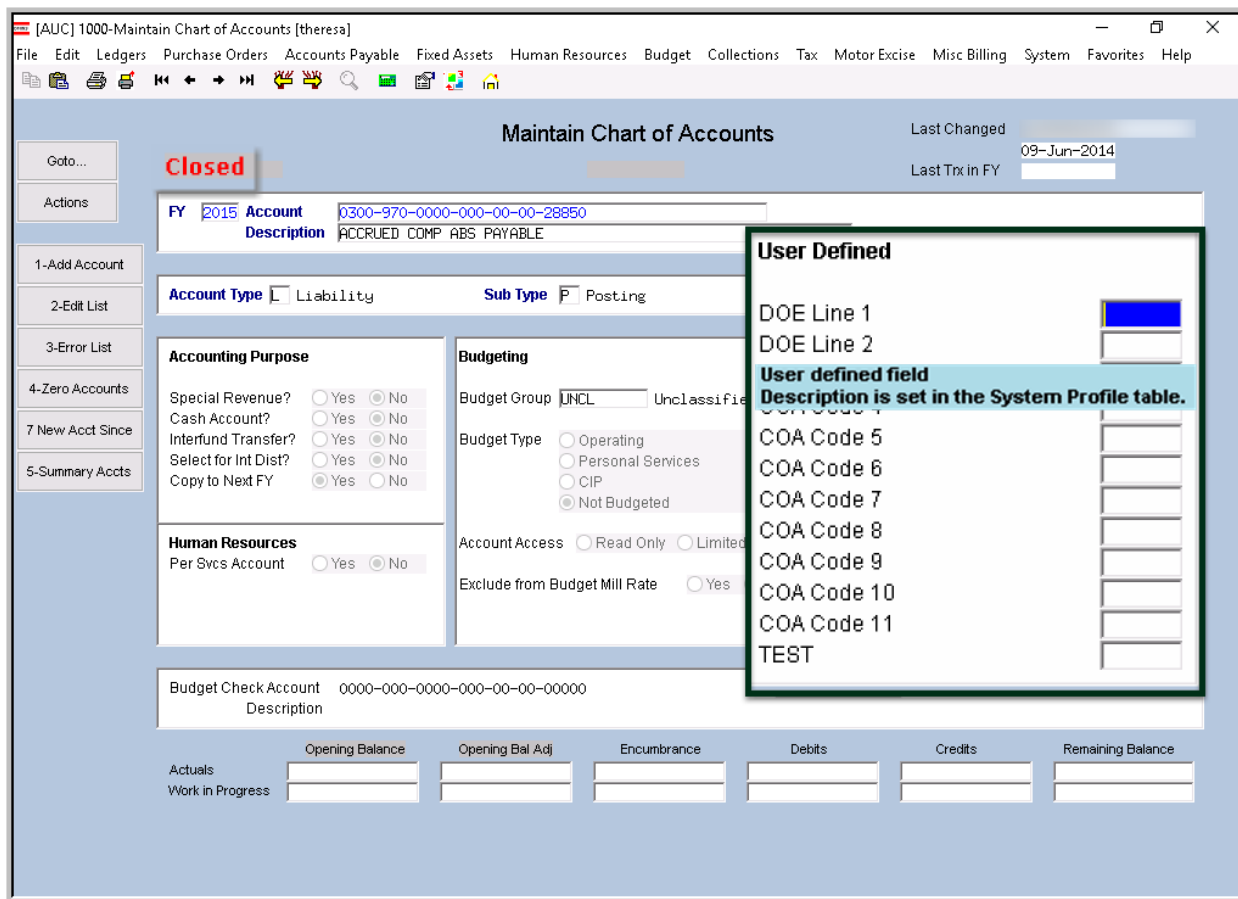 [AUC] 1000-Maintain Chart of Accounts [theresa]
File Edit Ledgers Purchase Orders Accounts Payable Fixed Assets Human Resources Budget Collections Tax Motor Excise Misc Billing System Favorites Help
Maintain Chart of Accounts
Last Changed
09-Jun-2014
Last Trx in FY
Goto...
Closed
Actions
FY 2015 Account 0300-970-0000-000-00-00-28850
Description ACCRUED COMP ABS PAYABLE
1-Add Account
2-Edit List
3-Error List
4-Zero Accounts
7 New Acct Since
5-Summary Accts
Account Type L Liability Sub Type P Posting
Accounting Purpose
Special Revenue? Yes No
Cash Account? Yes No
Interfund Transfer? Yes No
Select for Int Dist? Yes No
Copy to Next FY Yes No
Human Resources
Per Svcs Account Yes No
Budgeting
Budget Group UNCL Unclassifie
Budget Type Operating
Personal Services
CIP
Not Budgeted
Account Access Read Only Limited
Exclude from Budget Mill Rate Yes
User Defined
DOE Line 1
DOE Line 2
User defined field
Description is set in the System Profile table.
COA Code 5
COA Code 6
COA Code 7
COA Code 8
COA Code 9
COA Code 10
COA Code 11
TEST
Budget Check Account 0000-000-0000-000-00-00-00000
Description
Opening Balance Opening Bal Adj Encumbrance Debits Credits Remaining Balance
Actuals
Work in Progress